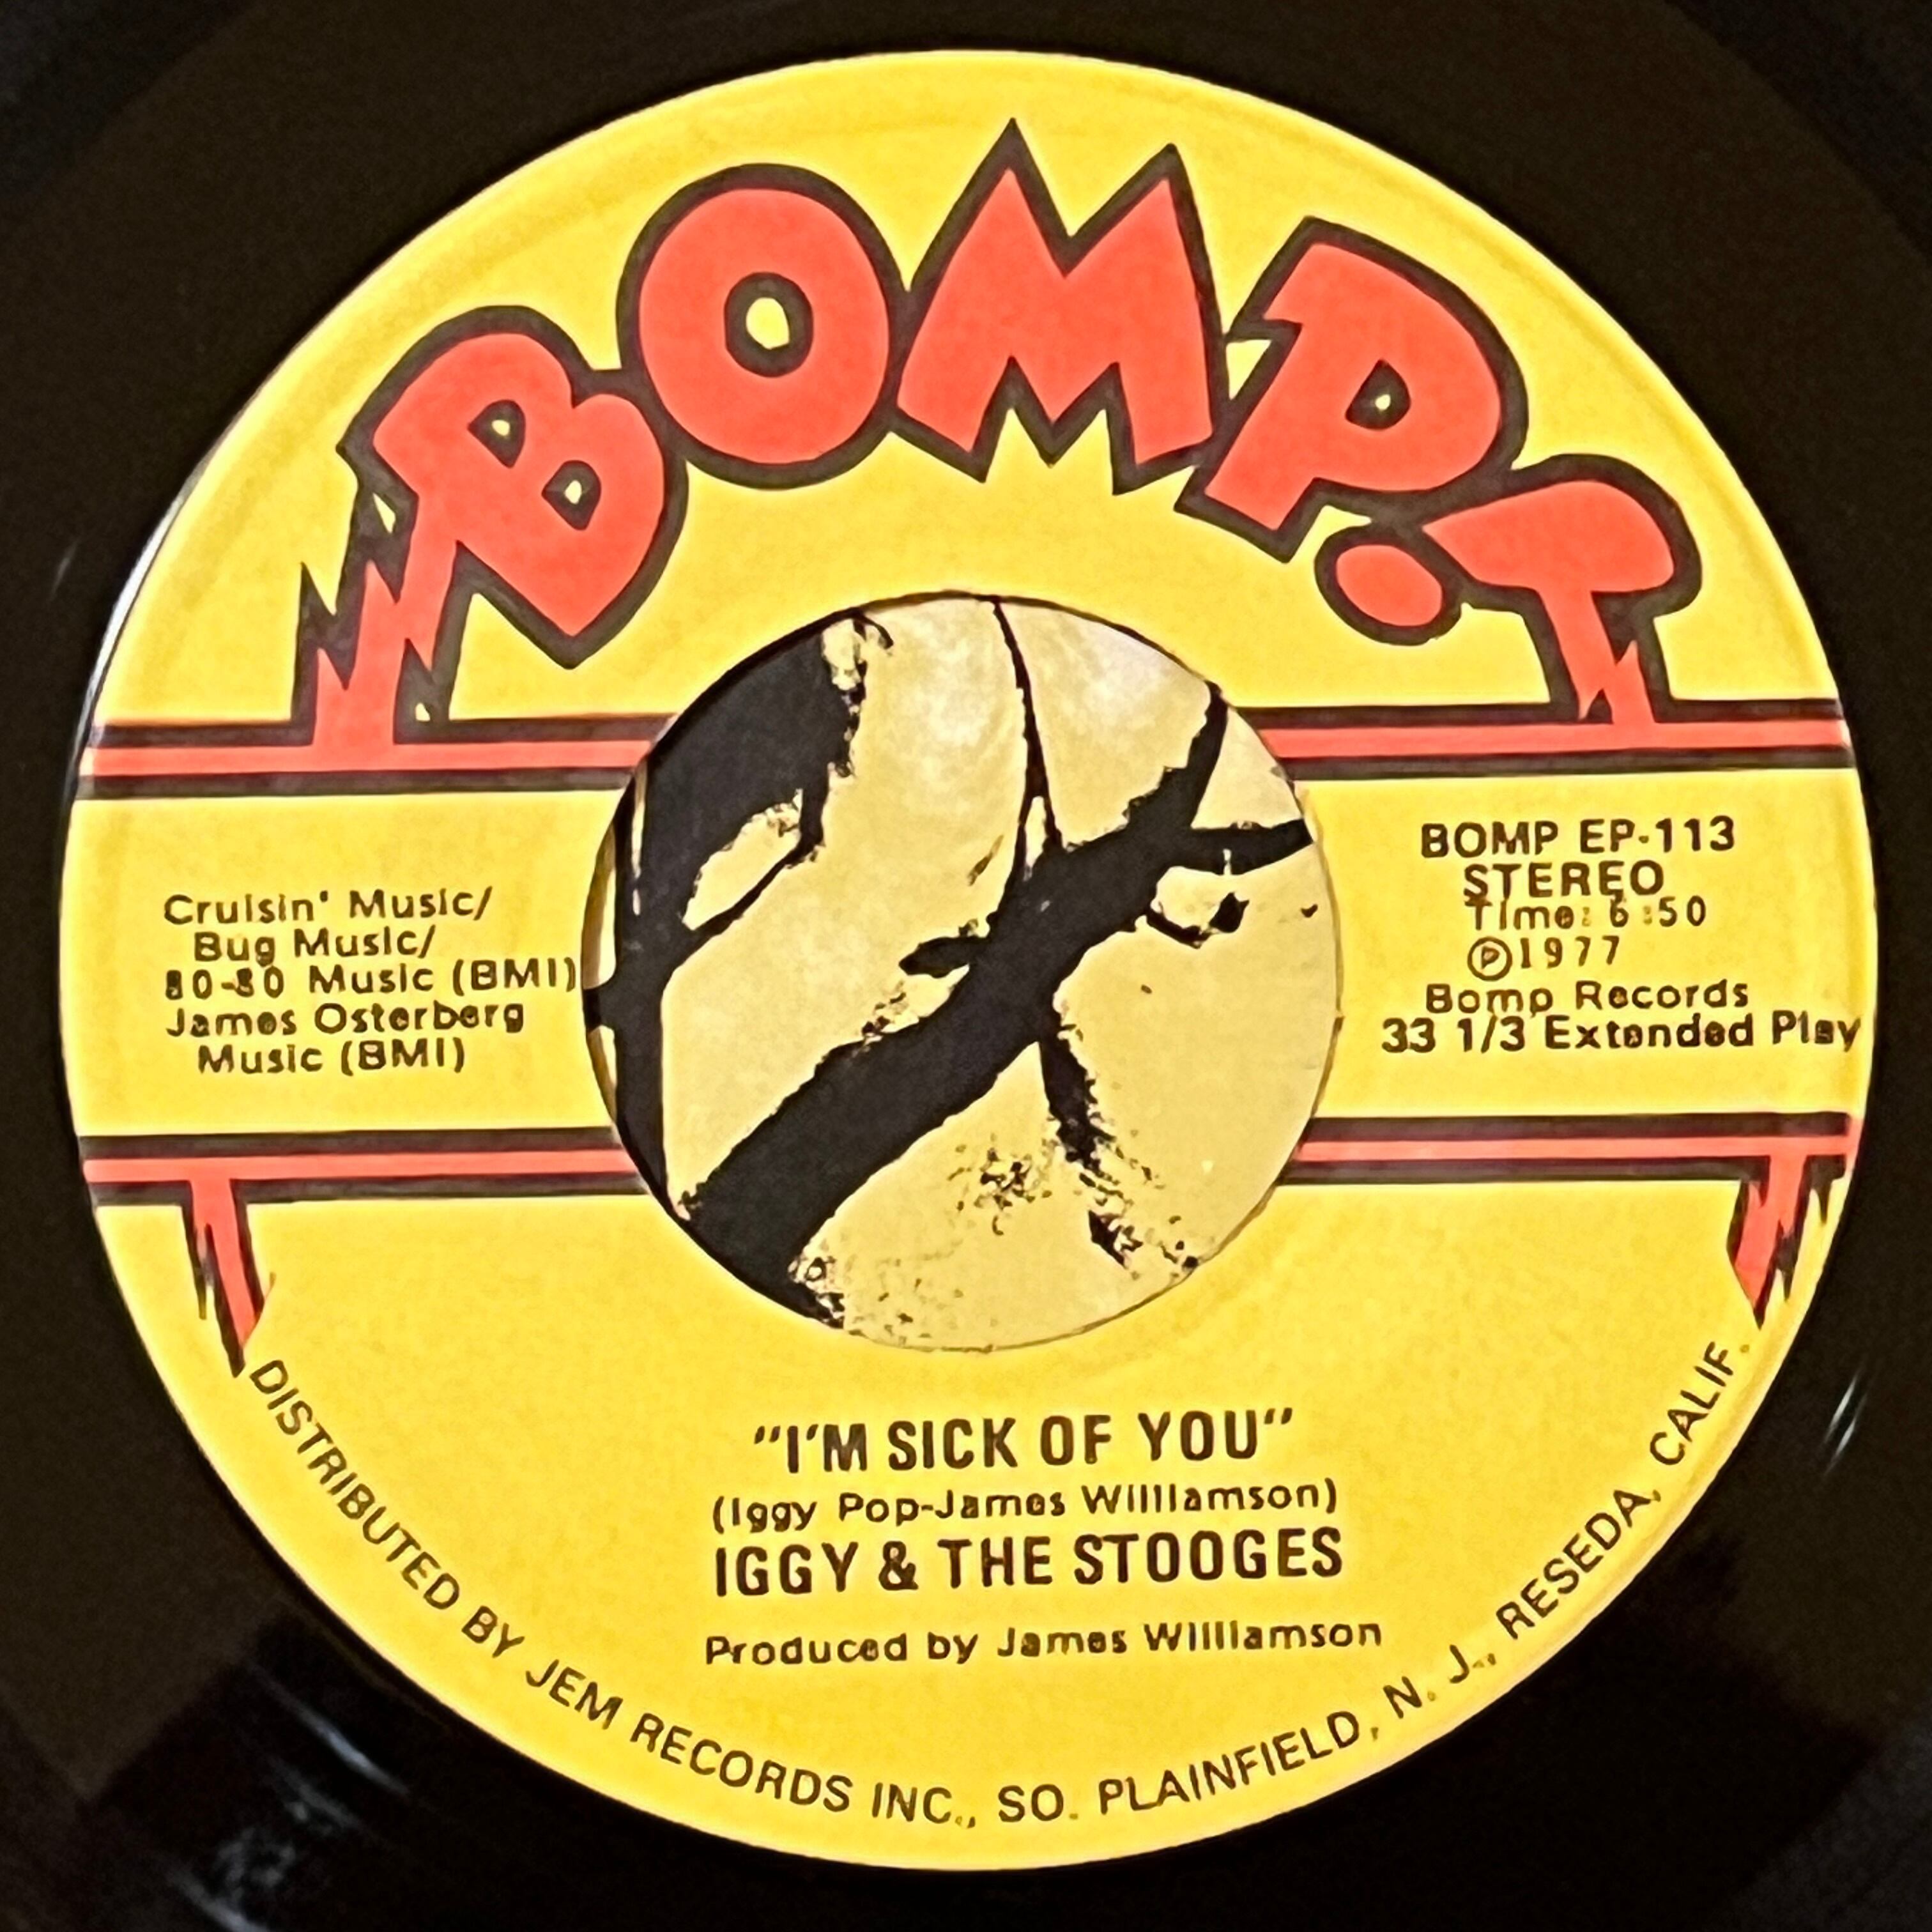 BOMP!
Cruisin' Music/
Bug Music/
80-80 Music (BMI)
James Osterberg
Music (BMI)
BOMP EP-113
STEREO
Time: 6:50
℗1977
Bomp Records
33 1/3 Extended Play
"I'M SICK OF YOU"
(Iggy Pop-James Williamson)
IGGY & THE STOOGES
Produced by James Williamson
DISTRIBUTED BY JEM RECORDS INC., SO. PLAINFIELD, N. J., RESEDA, CALIF.